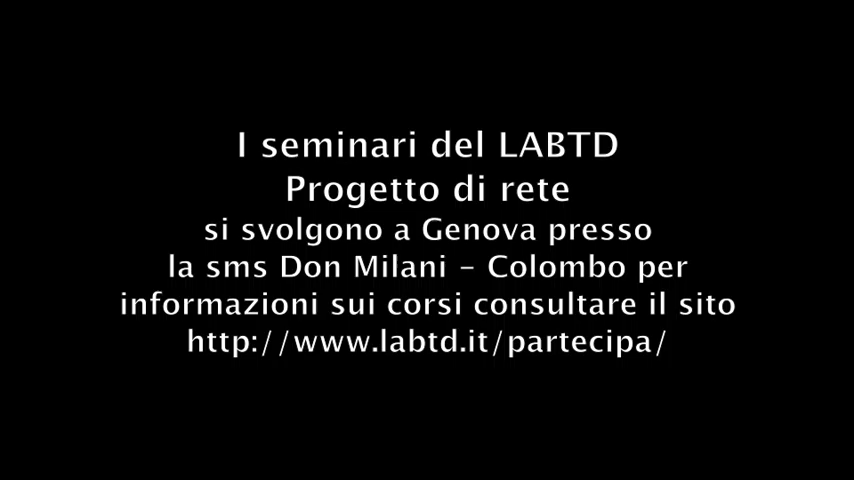 I seminari del LABTD
Progetto di rete
si svolgono a Genova presso
la sms Don Milani - Colombo per
informazioni sui corsi consultare il sito
http://www.labtd.it/partecipa/